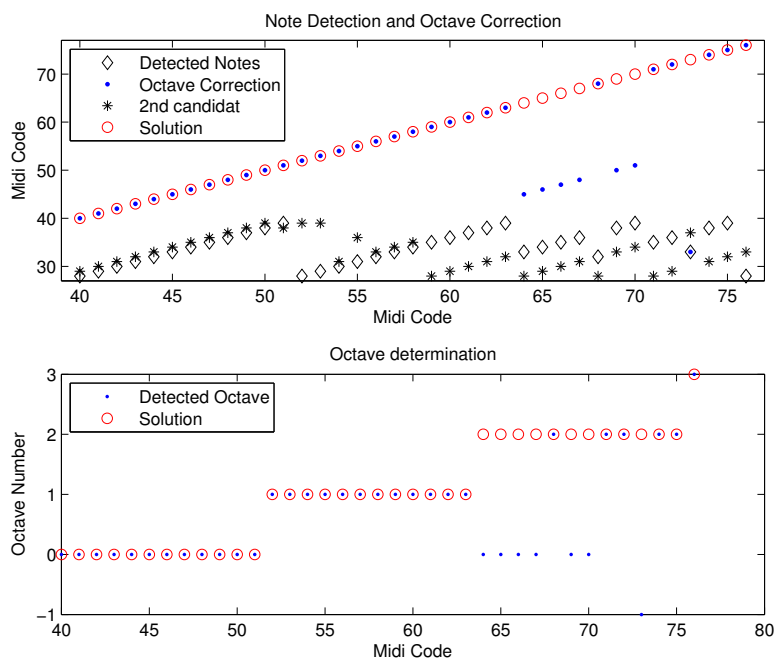 Note Detection and Octave Correction
Detected Notes
Octave Correction
2nd candidat
Solution
Midi Code
70
60
50
40
30
40 45 50 55 60 65 70 75
Midi Code
Octave determination
Detected Octave
Solution
Octave Number
3
2
1
0
-1
40 45 50 55 60 65 70 75 80
Midi Code